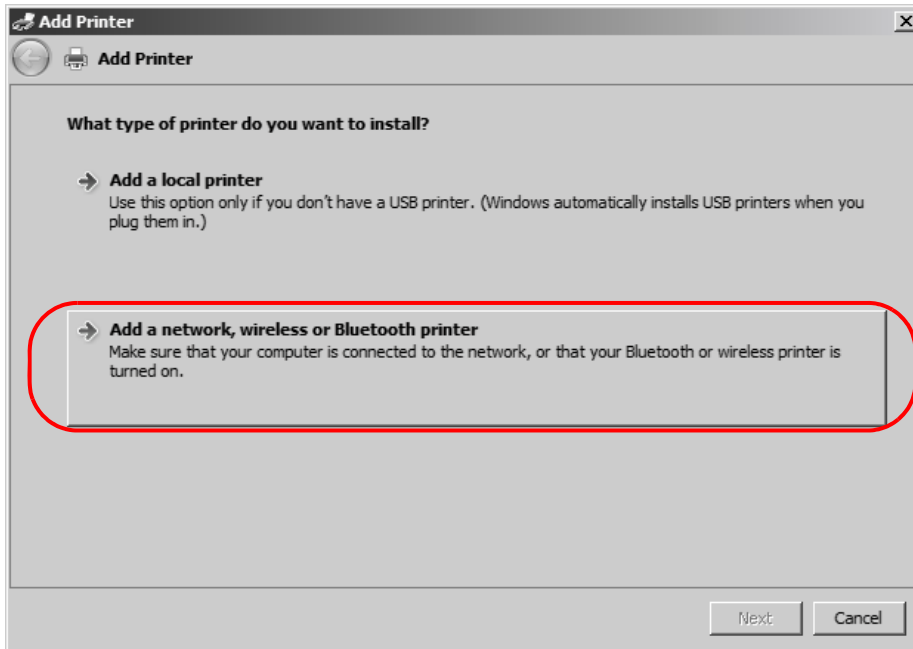 Add Printer
Add Printer
What type of printer do you want to install?
Add a local printer
Use this option only if you don't have a USB printer. (Windows automatically installs USB printers when you
plug them in.)
Add a network, wireless or Bluetooth printer
Make sure that your computer is connected to the network, or that your Bluetooth or wireless printer is
turned on.
Next
Cancel